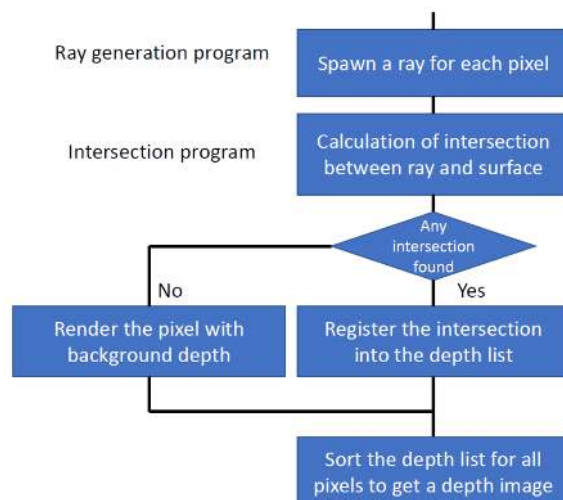 Ray generation program
Spawn a ray for each pixel
Intersection program
Calculation of intersection
between ray and surface
Any
intersection
found
No
Yes
Render the pixel with
background depth
Register the intersection
into the depth list
Sort the depth list for all
pixels to get a depth image